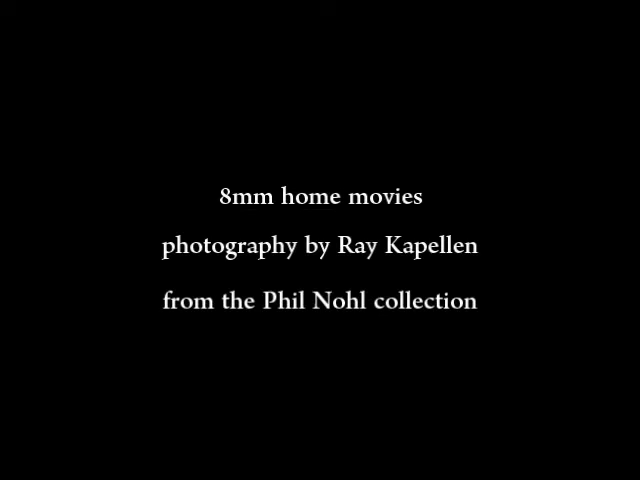 8mm home movies
photography by Ray Kapellen
from the Phil Nohl collection